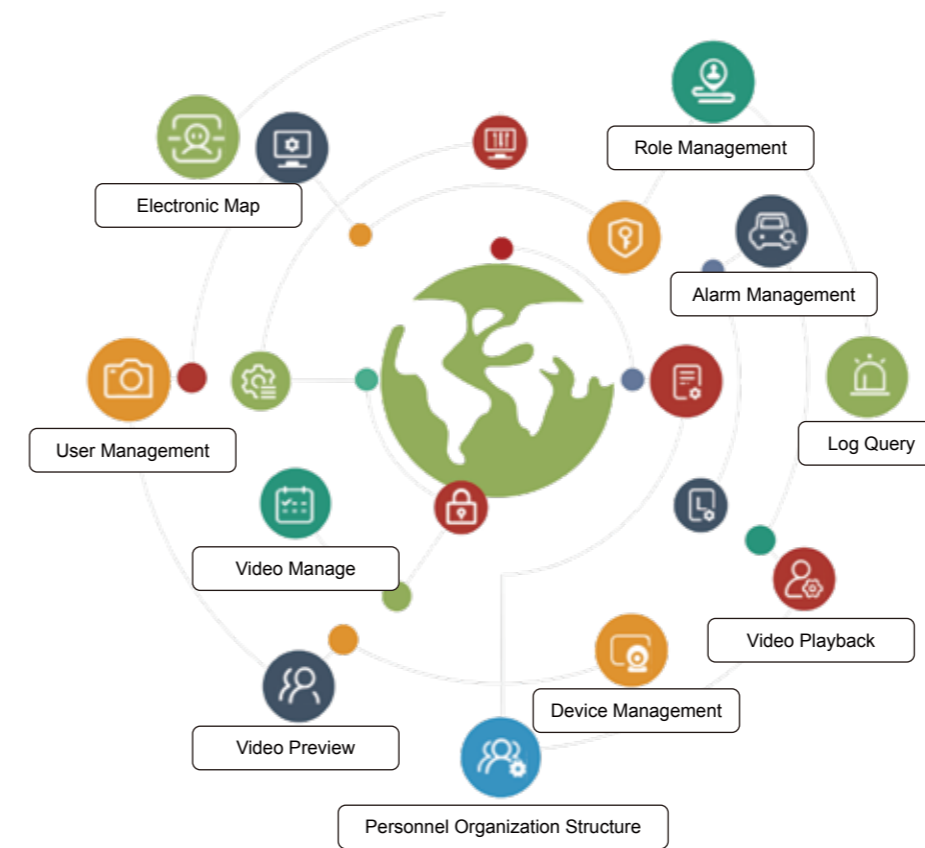 Role Management
Electronic Map
Alarm Management
User Management
Log Query
Video Manage
Video Playback
Device Management
Video Preview
Personnel Organization Structure